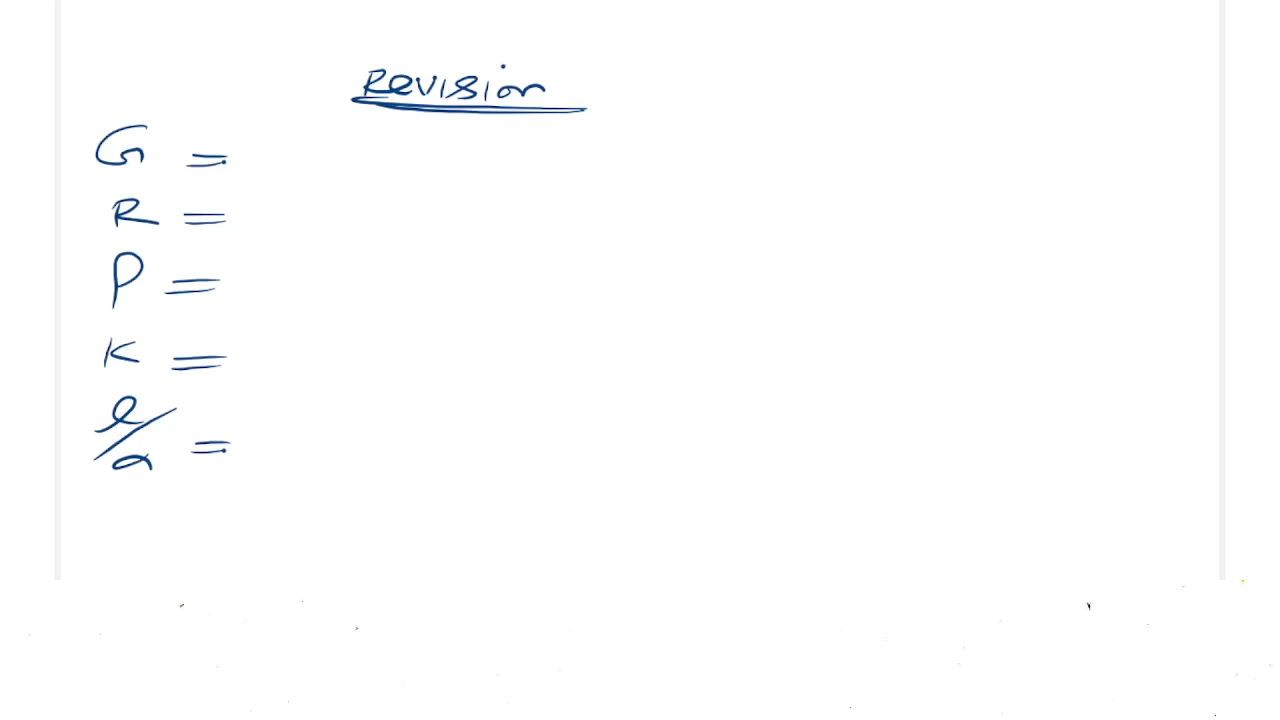 Revision
G =
R =
P =
K =
l/a =